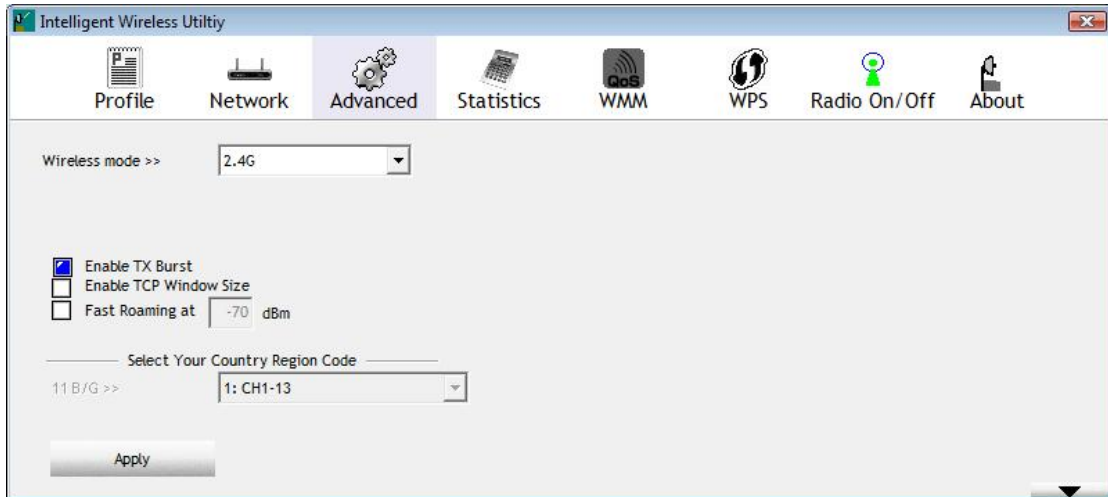 Intelligent Wireless Utiltiy
Profile Network Advanced Statistics QoS WMM WPS Radio On/Off About
Wireless mode >> 2.4G
Enable TX Burst
Enable TCP Window Size
Fast Roaming at -70 dBm
Select Your Country Region Code
11 B/G >> 1: CH1-13
Apply